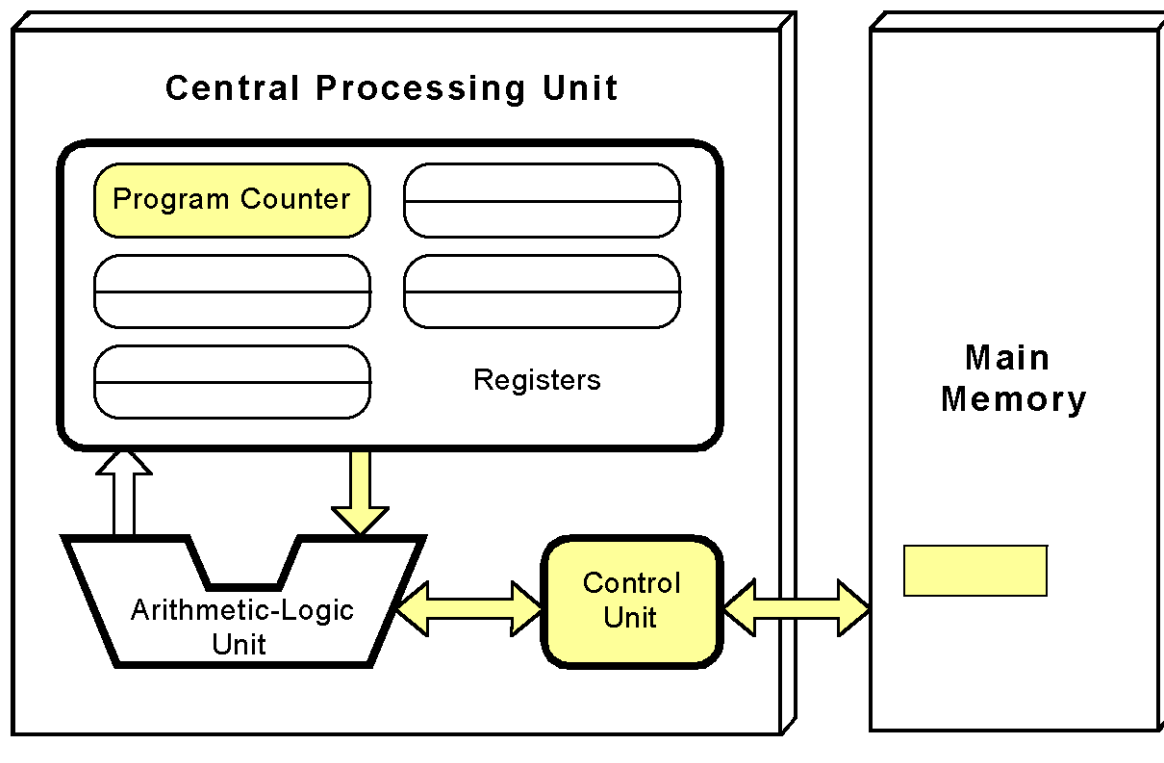 Central Processing Unit
Program Counter
Registers
Main
Memory
Arithmetic-Logic
Unit
Control
Unit